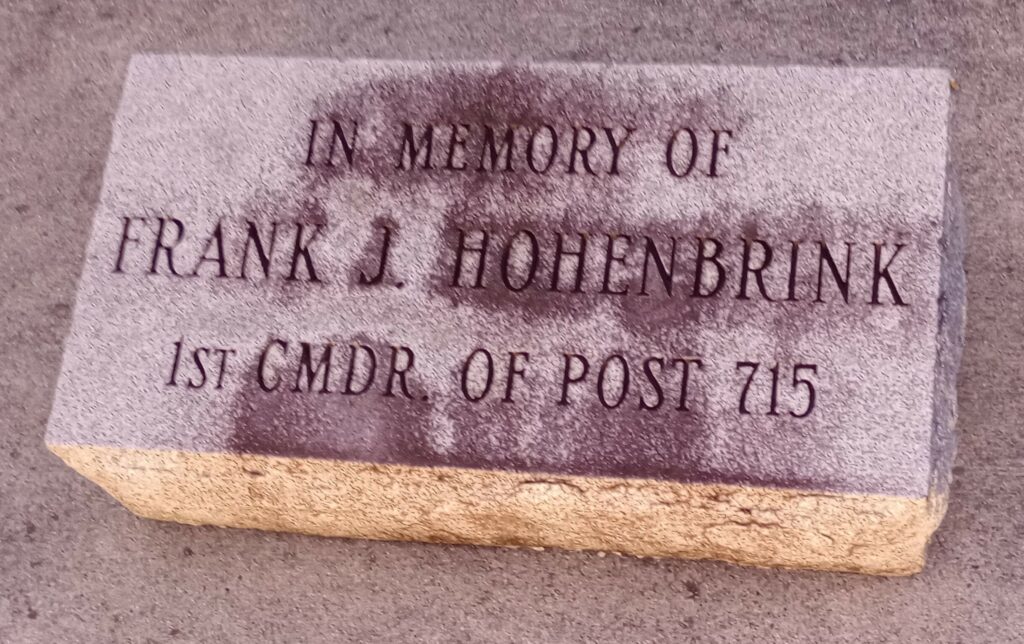 IN MEMORY OF
FRANK J. HOHENBRINK
1ST CMDR. OF POST 715